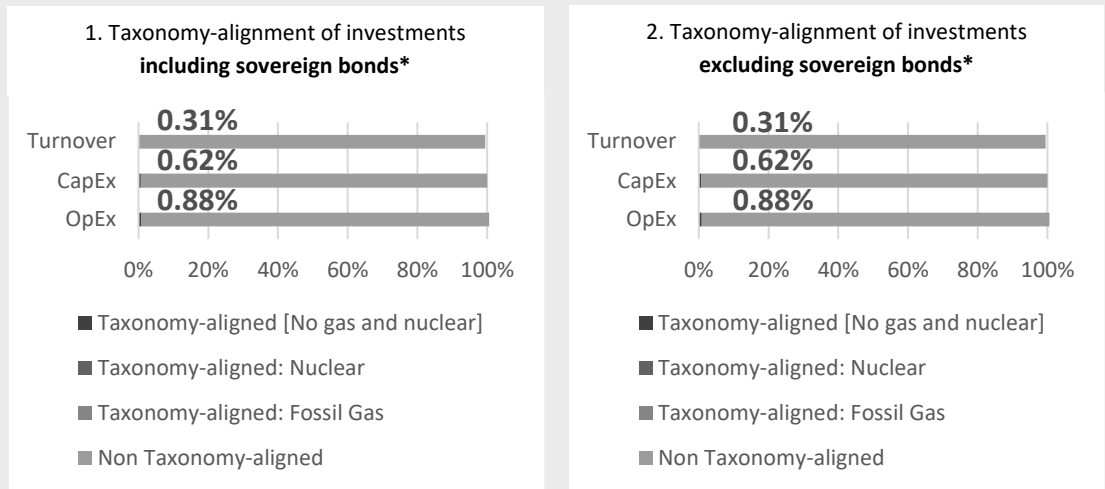 1. Taxonomy-alignment of investments
including sovereign bonds*
0.31%
Turnover
0.62%
CapEx
0.88%
OpEx
0% 20% 40% 60% 80% 100%
■ Taxonomy-aligned [No gas and nuclear]
■ Taxonomy-aligned: Nuclear
■ Taxonomy-aligned: Fossil Gas
■ Non Taxonomy-aligned
2. Taxonomy-alignment of investments
excluding sovereign bonds*
0.31%
Turnover
0.62%
CapEx
0.88%
OpEx
0% 20% 40% 60% 80% 100%
■ Taxonomy-aligned [No gas and nuclear]
■ Taxonomy-aligned: Nuclear
■ Taxonomy-aligned: Fossil Gas
■ Non Taxonomy-aligned